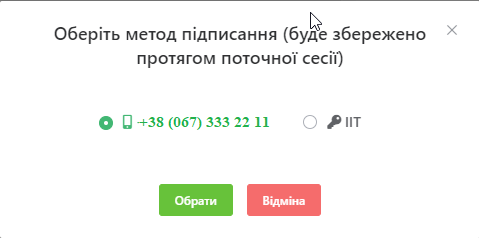 Оберіть метод підписання (буде збережено
протягом поточної сесії)
+38 (067) 333 22 11 ІІТ
Обрати Відміна